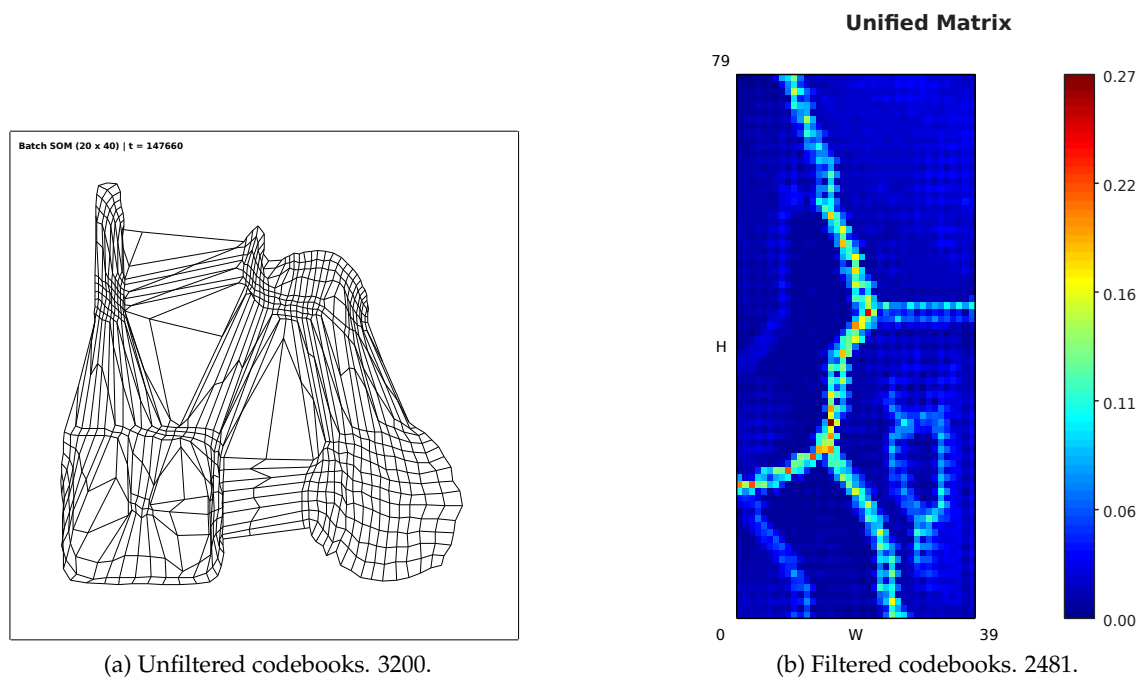 Batch SOM (20 x 40) | t = 147660
(a) Unfiltered codebooks. 3200.
Unified Matrix
79
H
0
W
39
0.27
0.22
0.16
0.11
0.06
0.00
(b) Filtered codebooks. 2481.